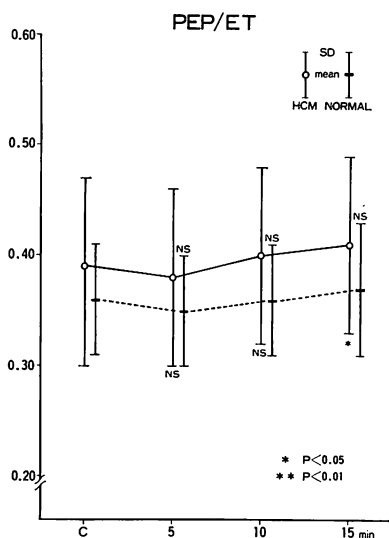 PEP/ET
0.60
SD
mean
HCM NORMAL
0.50
NS
NS
NS
0.40
NS
NS
*
0.30
* P<0.05
** P<0.01
0.20
C 5 10 15 min